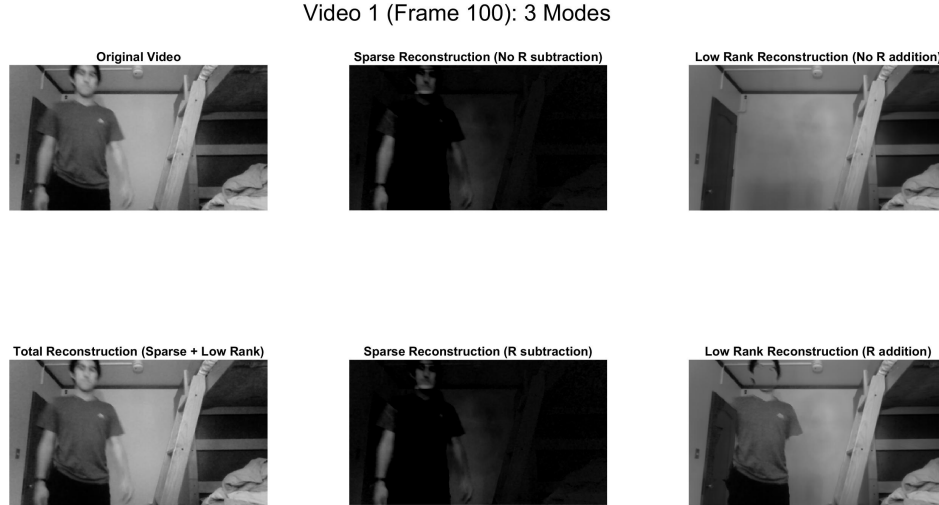 Video 1 (Frame 100): 3 Modes
Original Video
Sparse Reconstruction (No R subtraction)
Low Rank Reconstruction (No R addition)
Total Reconstruction (Sparse + Low Rank)
Sparse Reconstruction (R subtraction)
Low Rank Reconstruction (R addition)